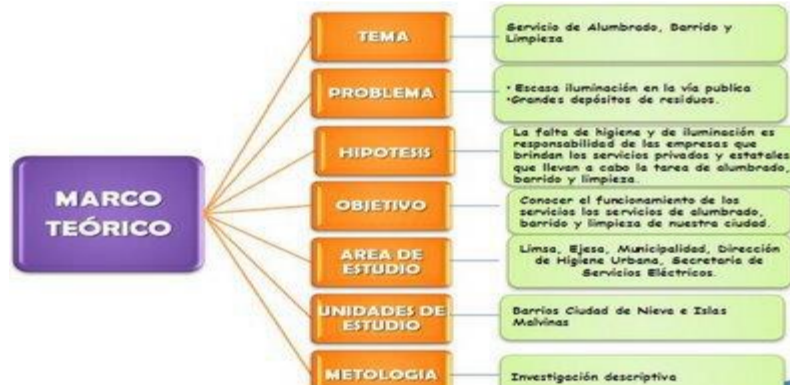 MARCO
TEÓRICO
TEMA
Servicio de Alumbrado, Barrido y
Limpieza
PROBLEMA
• Escasa iluminación en la vía publica
•Grandes depósitos de residuos.
HIPOTESIS
La falta de higiene y de iluminación es
responsabilidad de las empresas que
brindan los servicios privados y estatales
que llevan a cabo la tarea de alumbrado,
barrido y limpieza.
OBJETIVO
Conocer el funcionamiento de los
servicios los servicios de alumbrado,
barrido y limpieza de nuestra ciudad.
AREA DE
ESTUDIO
Limsa, Ejesa, Municipalidad, Dirección
de Higiene Urbana, Secretaria de
Servicios Eléctricos.
UNIDADES DE
ESTUDIO
Barrios Ciudad de Nieva e Islas
Malvinas
METOLOGIA
Investigación descriptiva